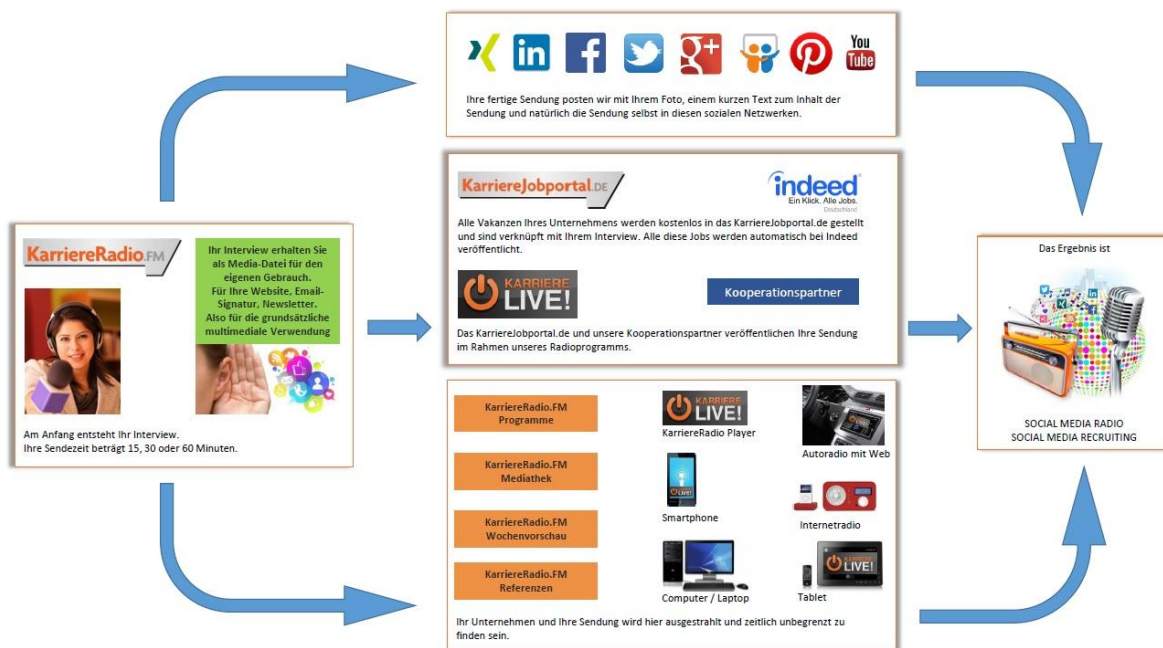 You
Tube
Ihre fertige Sendung posten wir mit Ihrem Foto, einem kurzen Text zum Inhalt der
Sendung und natürlich die Sendung selbst in diesen sozialen Netzwerken.
KarriereJobportal.DE
indeed
Ein Klick. Alle Jobs.
Deutschland
Alle Vakanzen Ihres Unternehmens werden kostenlos in das KarriereJobportal.de gestellt
und sind verknüpft mit Ihrem Interview. Alle diese Jobs werden automatisch bei Indeed
veröffentlicht.
KARRIERE
LIVE!
Kooperationspartner
Das KarriereJobportal.de und unsere Kooperationspartner veröffentlichen Ihre Sendung
im Rahmen unseres Radioprogramms.
KarriereRadio.FM
Ihr Interview erhalten Sie
als Media-Datei für den
eigenen Gebrauch.
Für Ihre Website, Email-
Signatur, Newsletter.
Also für die grundsätzliche
multimediale Verwendung
Am Anfang entsteht Ihr Interview.
Ihre Sendezeit beträgt 15, 30 oder 60 Minuten.
KarriereRadio.FM
Programme
KarriereRadio.FM
Mediathek
KarriereRadio.FM
Wochenvorschau
KarriereRadio.FM
Referenzen
KARRIERE
LIVE!
KarriereRadio Player
Autoradio mit Web
Smartphone
Internetradio
Computer / Laptop
KARRIERE
LIVE!
Tablet
Ihr Unternehmen und Ihre Sendung wird hier ausgestrahlt und zeitlich unbegrenzt zu
finden sein.
Das Ergebnis ist
SOCIAL MEDIA RADIO
SOCIAL MEDIA RECRUITING